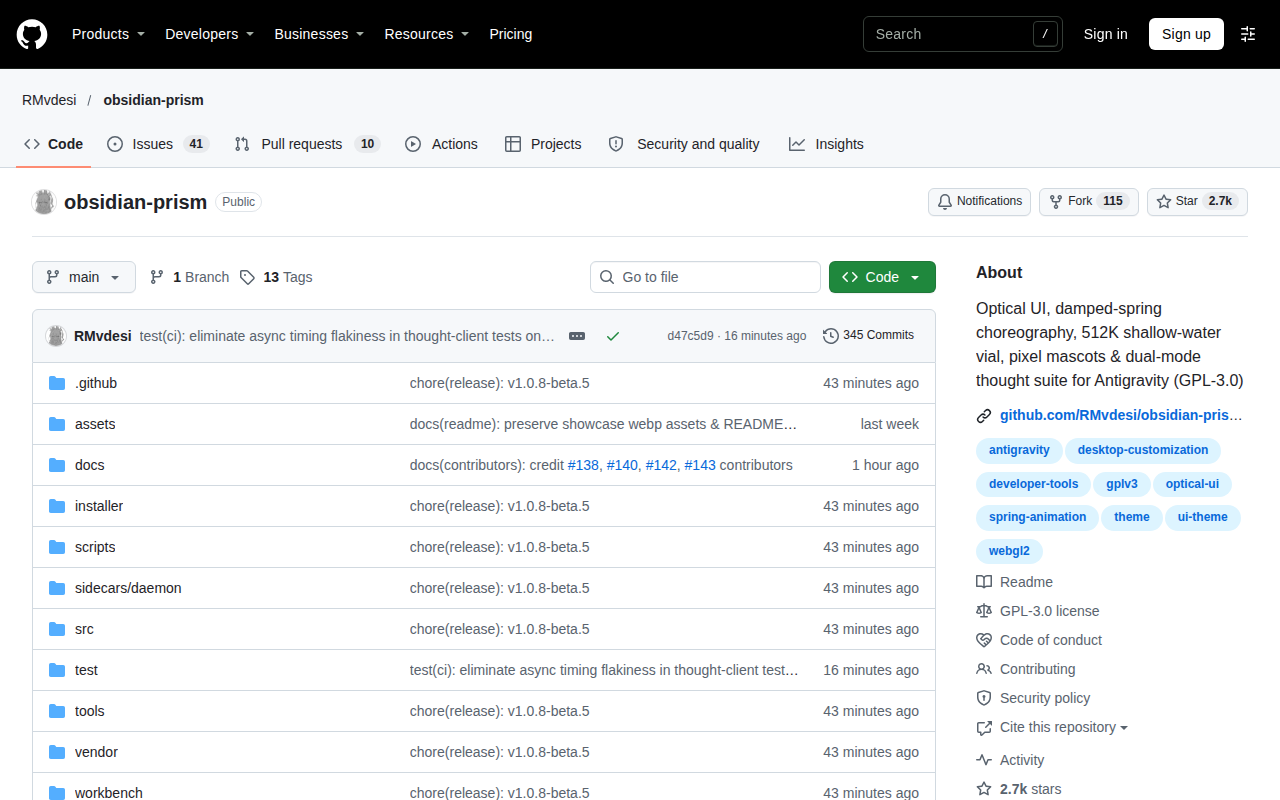 Products Developers Businesses Resources Pricing Search / Sign in Sign up
RMvdesi / obsidian-prism
Code Issues 41 Pull requests 10 Actions Projects Security and quality Insights
obsidian-prism Public Notifications Fork 115 Star 2.7k
main 1 Branch 13 Tags Go to file Code
RMvdesi test(ci): eliminate async timing flakiness in thought-client tests on… d47c5d9 · 16 minutes ago 345 Commits
.github chore(release): v1.0.8-beta.5 43 minutes ago
assets docs(readme): preserve showcase webp assets & README… last week
docs docs(contributors): credit #138, #140, #142, #143 contributors 1 hour ago
installer chore(release): v1.0.8-beta.5 43 minutes ago
scripts chore(release): v1.0.8-beta.5 43 minutes ago
sidecars/daemon chore(release): v1.0.8-beta.5 43 minutes ago
src chore(release): v1.0.8-beta.5 43 minutes ago
test test(ci): eliminate async timing flakiness in thought-client test… 16 minutes ago
tools chore(release): v1.0.8-beta.5 43 minutes ago
vendor chore(release): v1.0.8-beta.5 43 minutes ago
workbench chore(release): v1.0.8-beta.5 43 minutes ago
About
Optical UI, damped-spring
choreography, 512K shallow-water
vial, pixel mascots & dual-mode
thought suite for Antigravity (GPL-3.0)
github.com/RMvdesi/obsidian-pris…
antigravity desktop-customization
developer-tools gplv3 optical-ui
spring-animation theme ui-theme
webgl2
Readme
GPL-3.0 license
Code of conduct
Contributing
Security policy
Cite this repository
Activity
2.7k stars